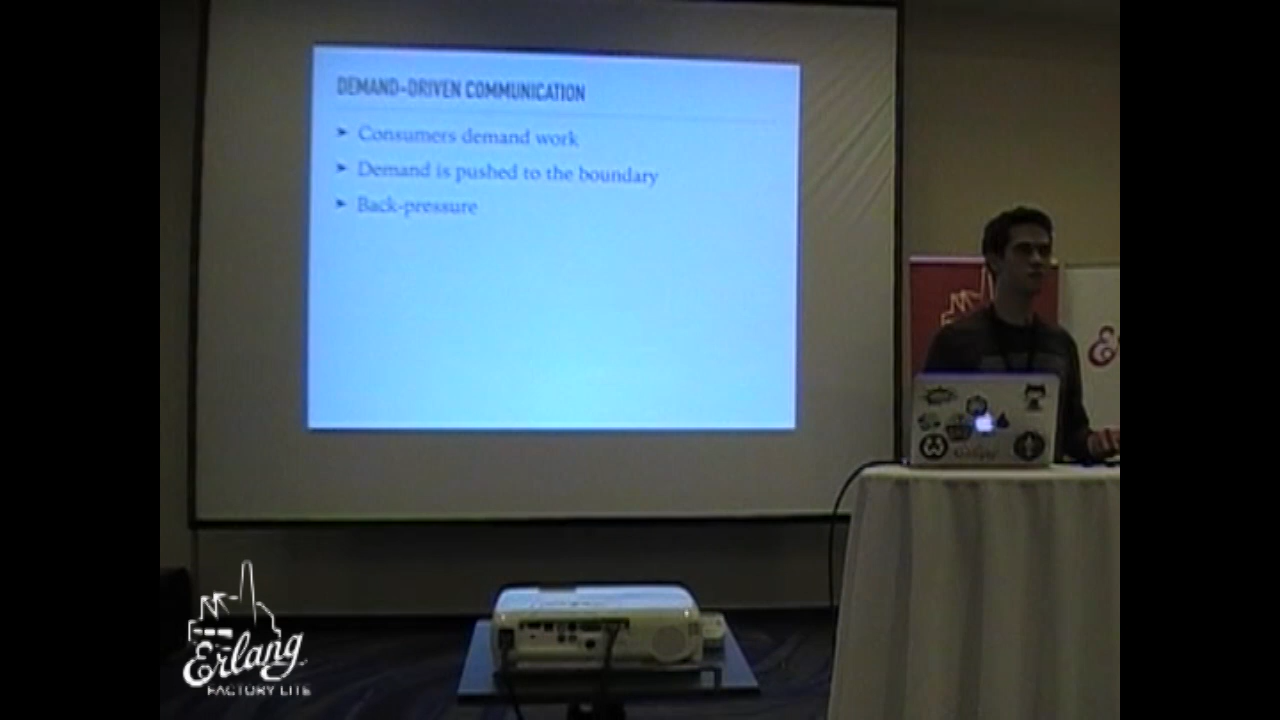 DEMAND-DRIVEN COMMUNICATION
➤ Consumers demand work
➤ Demand is pushed to the boundary
➤ Back-pressure
Erlang
FACTORY LITE